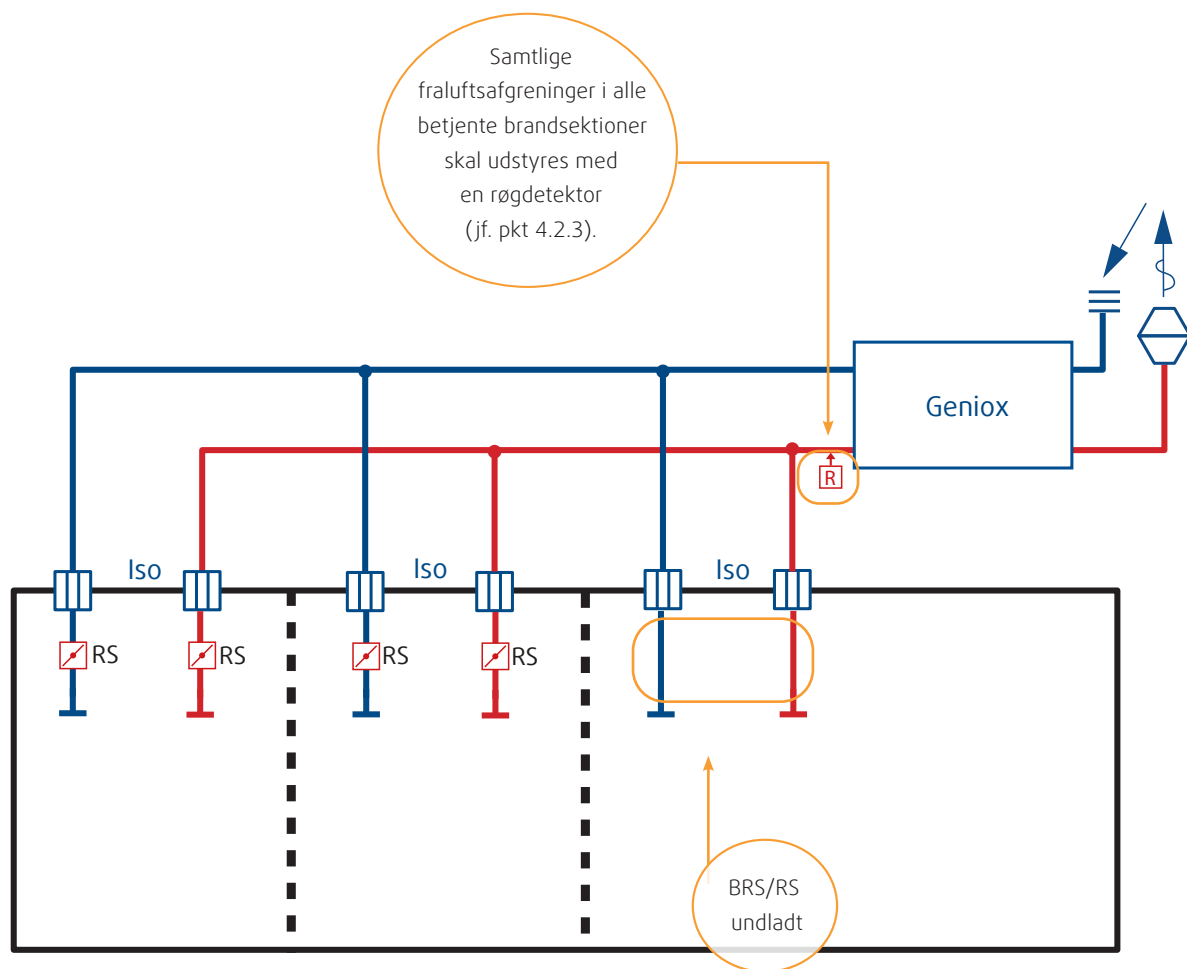 Samtlige
fraluftsafgreninger i alle
betjente brandsektioner
skal udstyres med
en røgdetektor
(jf. pkt 4.2.3).
Geniox
R
Iso
Iso
Iso
RS
RS
RS
RS
BRS/RS
undladt